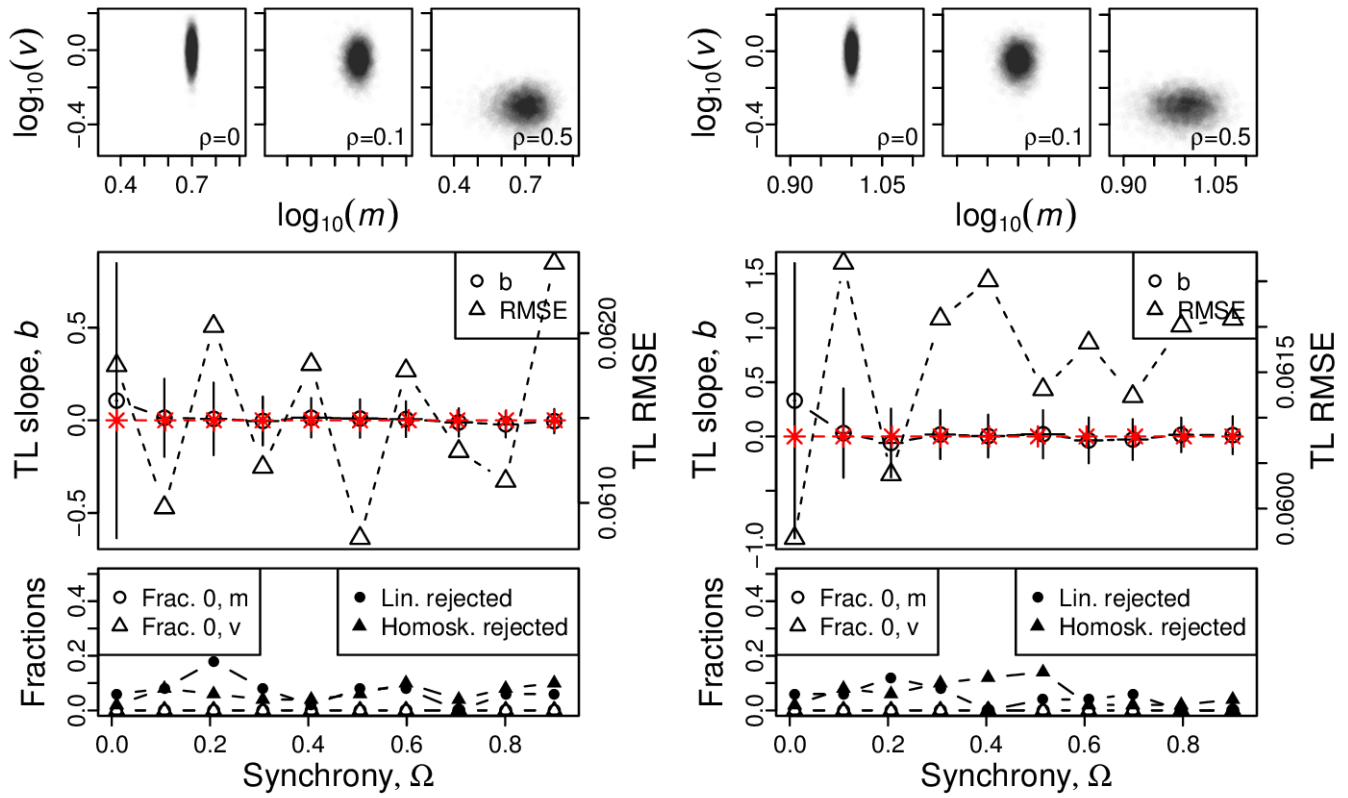 log10(v)
0.0
−0.4
ρ=0
ρ=0.1
ρ=0.5
0.4 0.7 0.4 0.7
log10(m)
log10(v)
0.0
−0.4
ρ=0
ρ=0.1
ρ=0.5
0.90 1.05 0.90 1.05
log10(m)
TL slope, b
0.5
0.0
−0.5
b
RMSE
0.0620
0.0610
TL RMSE
TL slope, b
1.5
1.0
0.5
0.0
−1.0
b
RMSE
0.0615
0.0600
TL RMSE
Fractions
0.4
0.2
0.0
Frac. 0, m
Frac. 0, v
Lin. rejected
Homosk. rejected
0.0 0.2 0.4 0.6 0.8
Synchrony, Ω
Fractions
0.4
0.2
0.0
Frac. 0, m
Frac. 0, v
Lin. rejected
Homosk. rejected
0.0 0.2 0.4 0.6 0.8
Synchrony, Ω